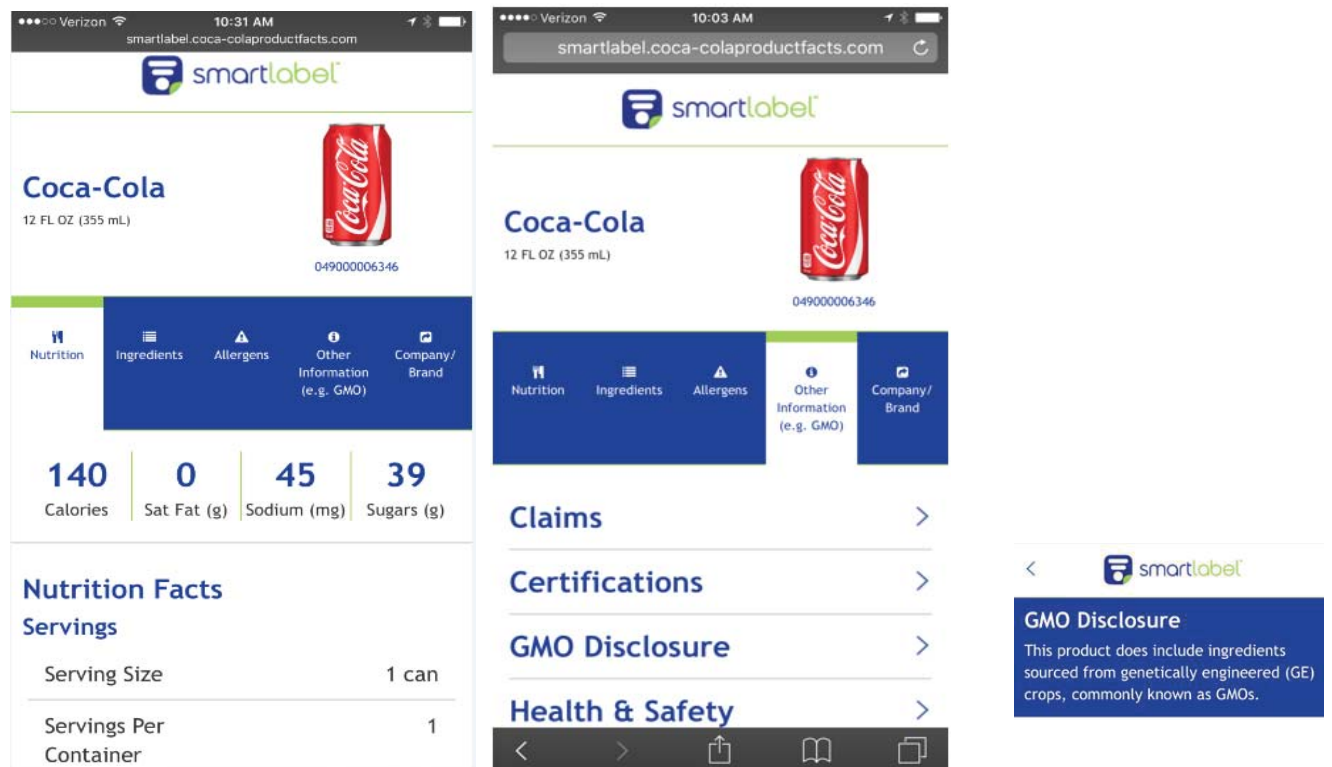 Verizon 10:31 AM
smartlabel.coca-colaproductfacts.com
smartlabel
Coca-Cola
12 FL OZ (355 mL)
Coca-Cola
049000006346
Nutrition
Ingredients
Allergens
Other
Information
(e.g. GMO)
Company/
Brand
140
Calories
0
Sat Fat (g)
45
Sodium (mg)
39
Sugars (g)
Nutrition Facts
Servings
Serving Size 1 can
Servings Per 1
Container
Verizon 10:03 AM
smartlabel.coca-colaproductfacts.com
smartlabel
Coca-Cola
12 FL OZ (355 mL)
Coca-Cola
049000006346
Nutrition
Ingredients
Allergens
Other
Information
(e.g. GMO)
Company/
Brand
Claims
Certifications
GMO Disclosure
Health & Safety
smartlabel
GMO Disclosure
This product does include ingredients
sourced from genetically engineered (GE)
crops, commonly known as GMOs.